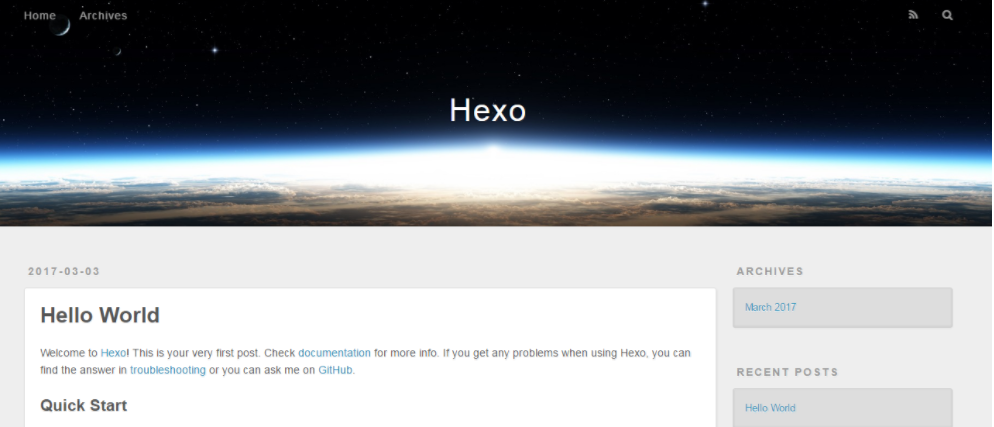 Home Archives
Hexo
2017-03-03
Hello World
Welcome to Hexo! This is your very first post. Check documentation for more info. If you get any problems when using Hexo, you can
find the answer in troubleshooting or you can ask me on GitHub.
Quick Start
ARCHIVES
March 2017
RECENT POSTS
Hello World